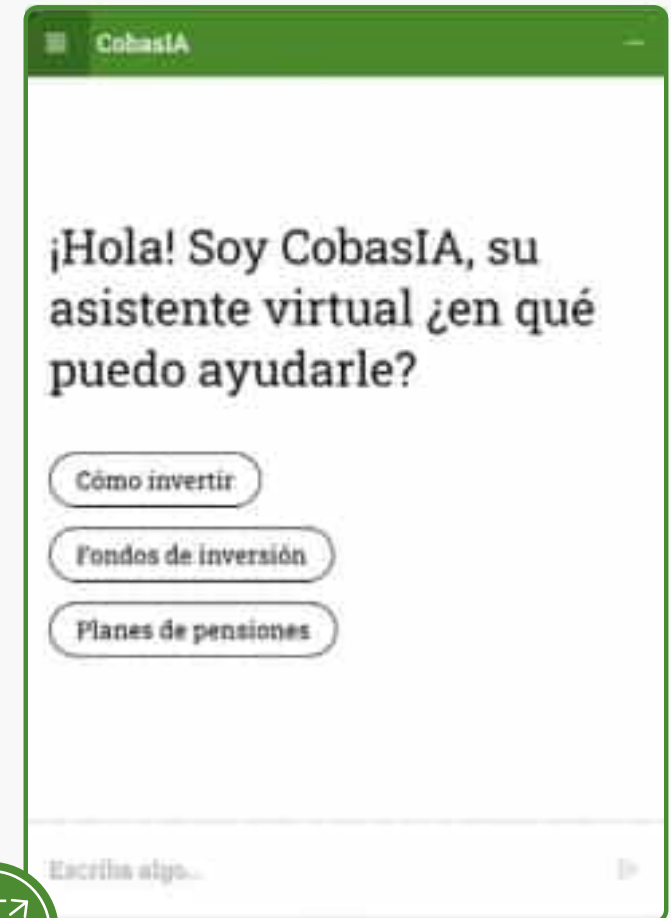 CobasIA
¡Hola! Soy CobasIA, su
asistente virtual ¿en qué
puedo ayudarle?
Cómo invertir
Fondos de inversión
Planes de pensiones
Escriba algo...